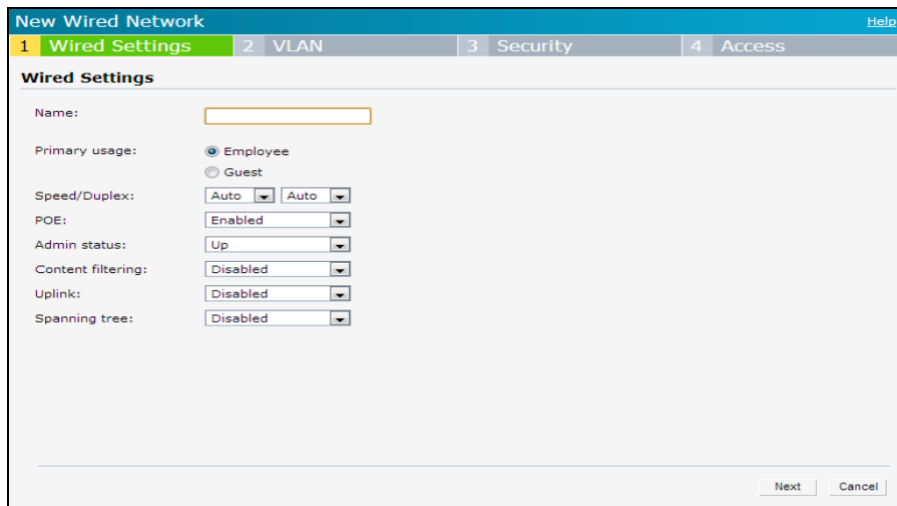 New Wired Network Help
1 Wired Settings 2 VLAN 3 Security 4 Access
Wired Settings
Name:
Primary usage: Employee
Guest
Speed/Duplex: Auto Auto
POE: Enabled
Admin status: Up
Content filtering: Disabled
Uplink: Disabled
Spanning tree: Disabled
Next Cancel